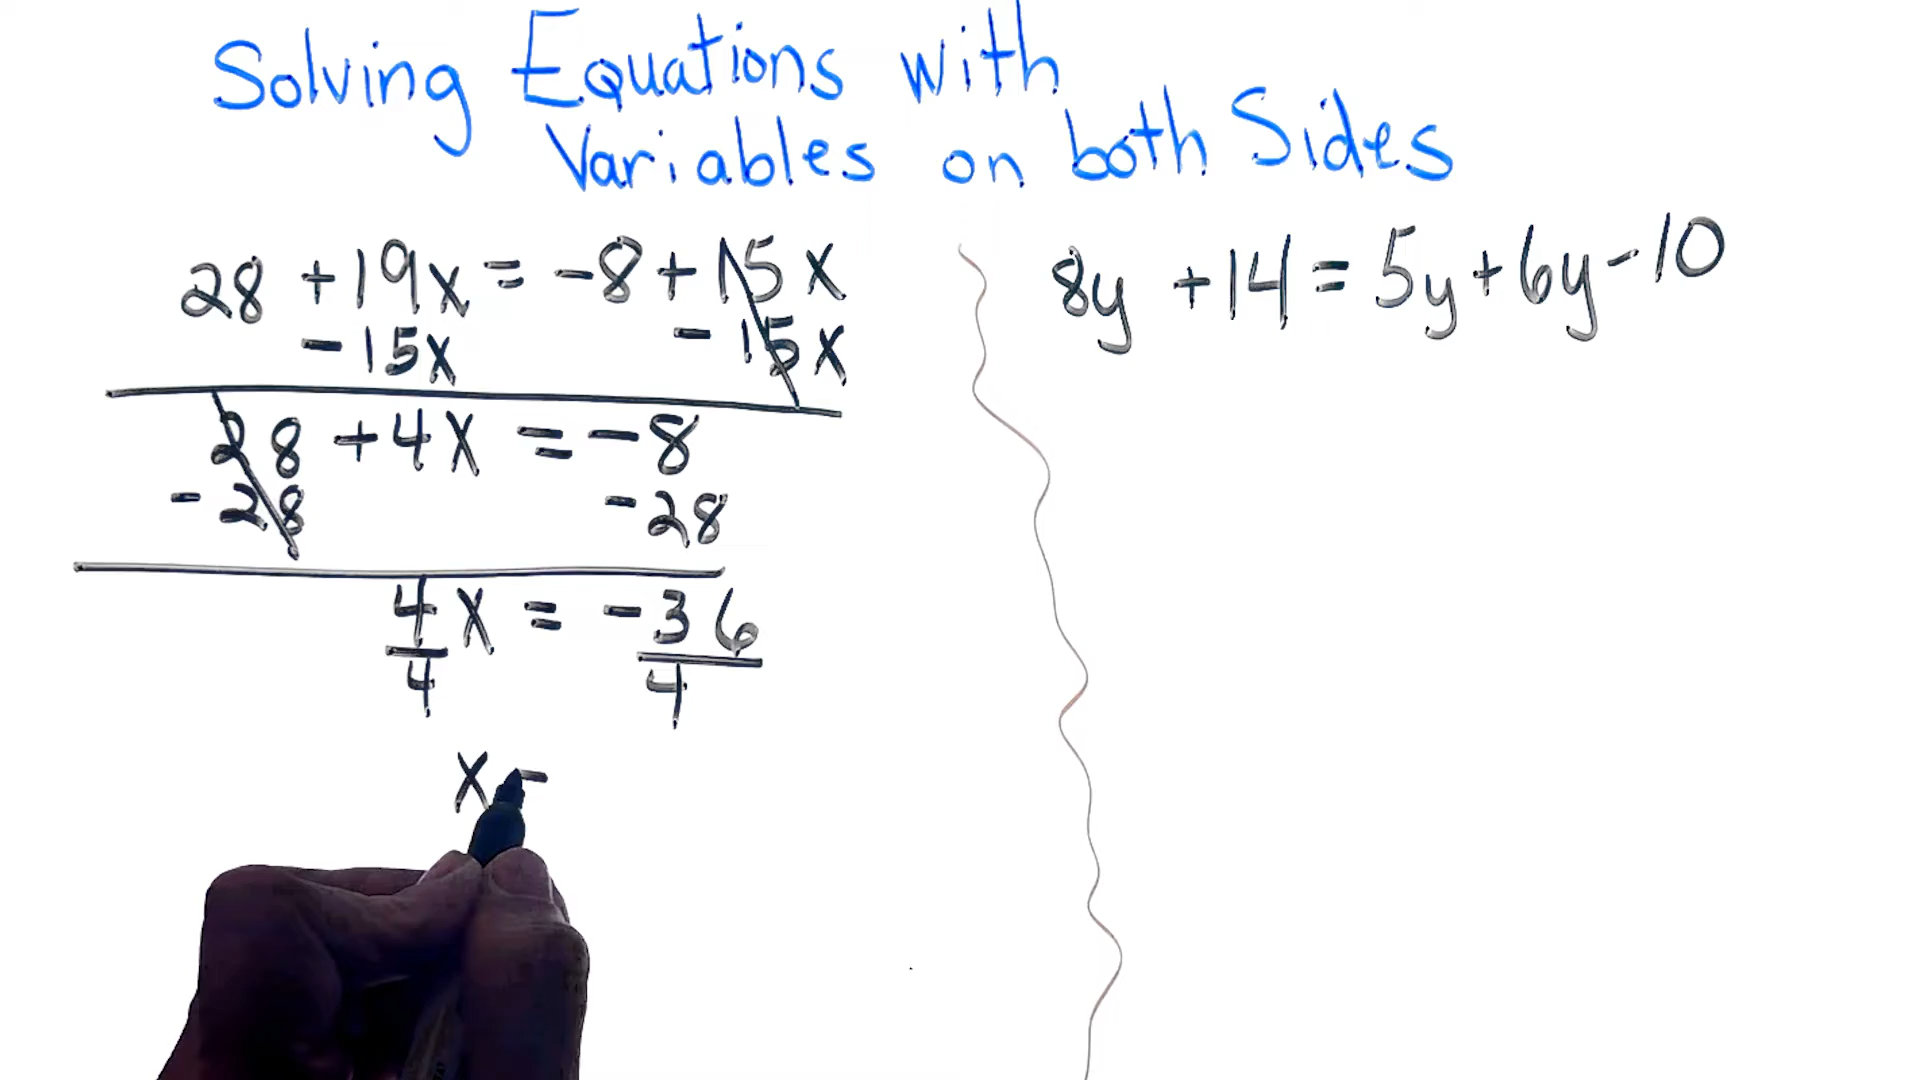 Solving Equations with
Variables on both Sides
28 + 19x = -8 + 15x
- 15x - 15x
28 + 4x = -8
- 28 - 28
4x = -36
4 4
x =
8y + 14 = 5y + 6y - 10